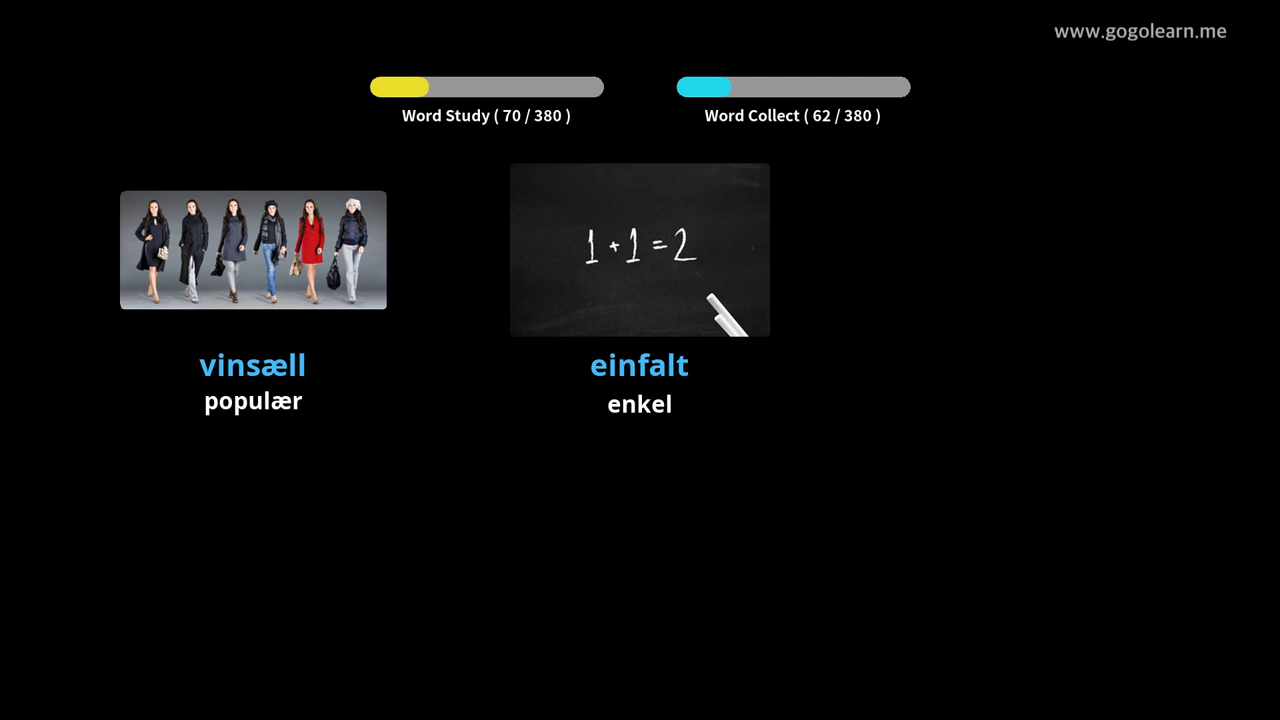 www.gogolearn.me
Word Study ( 70 / 380 )
Word Collect ( 62 / 380 )
1 + 1 = 2
vinsæll
populær
einfalt
enkel